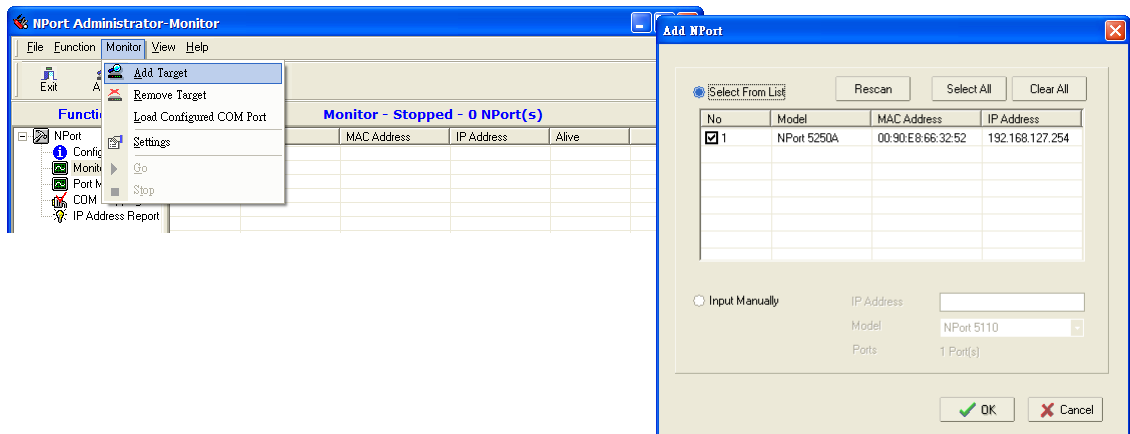 NPort Administrator-Monitor
File Function Monitor View Help
Exit
Add Target
Remove Target
Load Configured COM Port
Settings
Go
Stop
Monitor - Stopped - 0 NPort(s)
MAC Address IP Address Alive
NPort
COM
IP Address Report
Add NPort
Select From List Rescan Select All Clear All
No Model MAC Address IP Address
1 NPort 5250A 00:90:E8:66:32:52 192.168.127.254
Input Manually IP Address
Model NPort 5110
Ports 1 Port(s)
OK Cancel